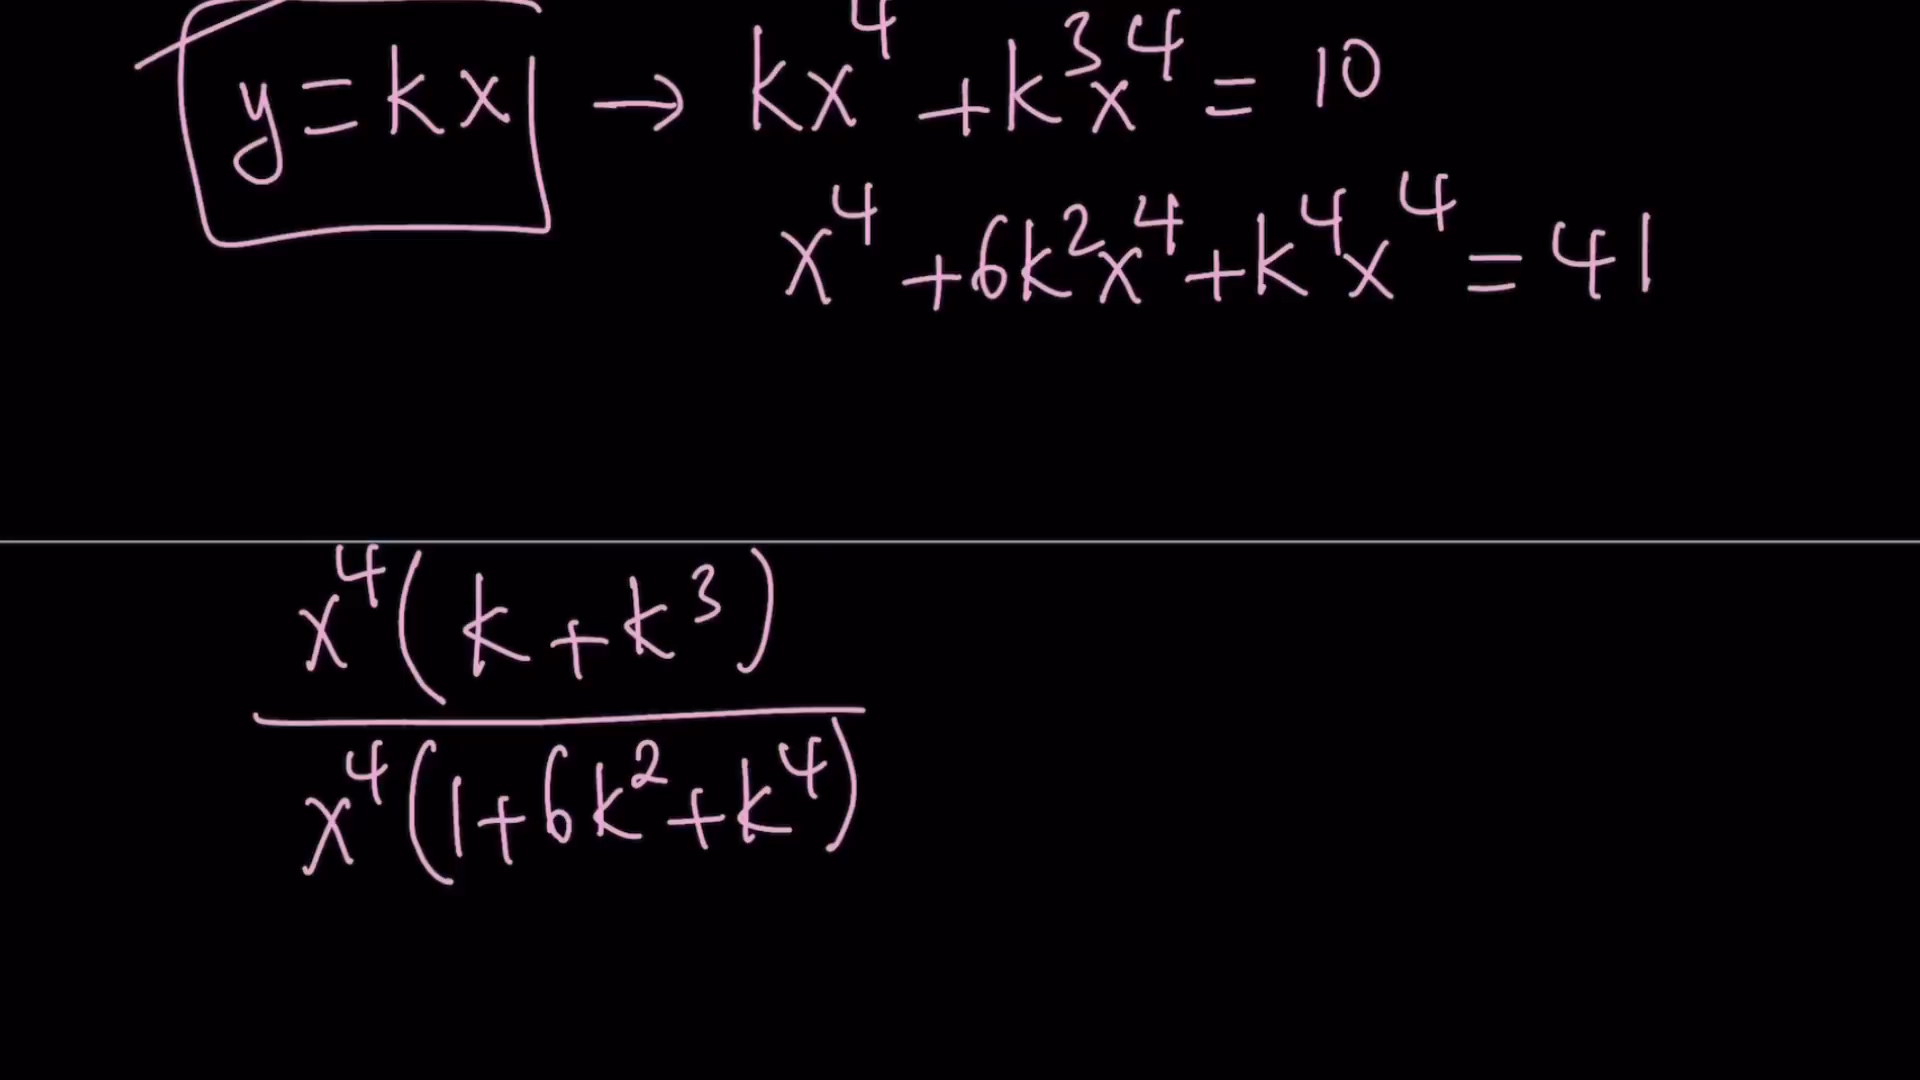 y = kx → kx⁴ + k³x⁴ = 10
x⁴ + 6k²x⁴ + k⁴x⁴ = 41
x⁴(k + k³)
x⁴(1 + 6k² + k⁴)